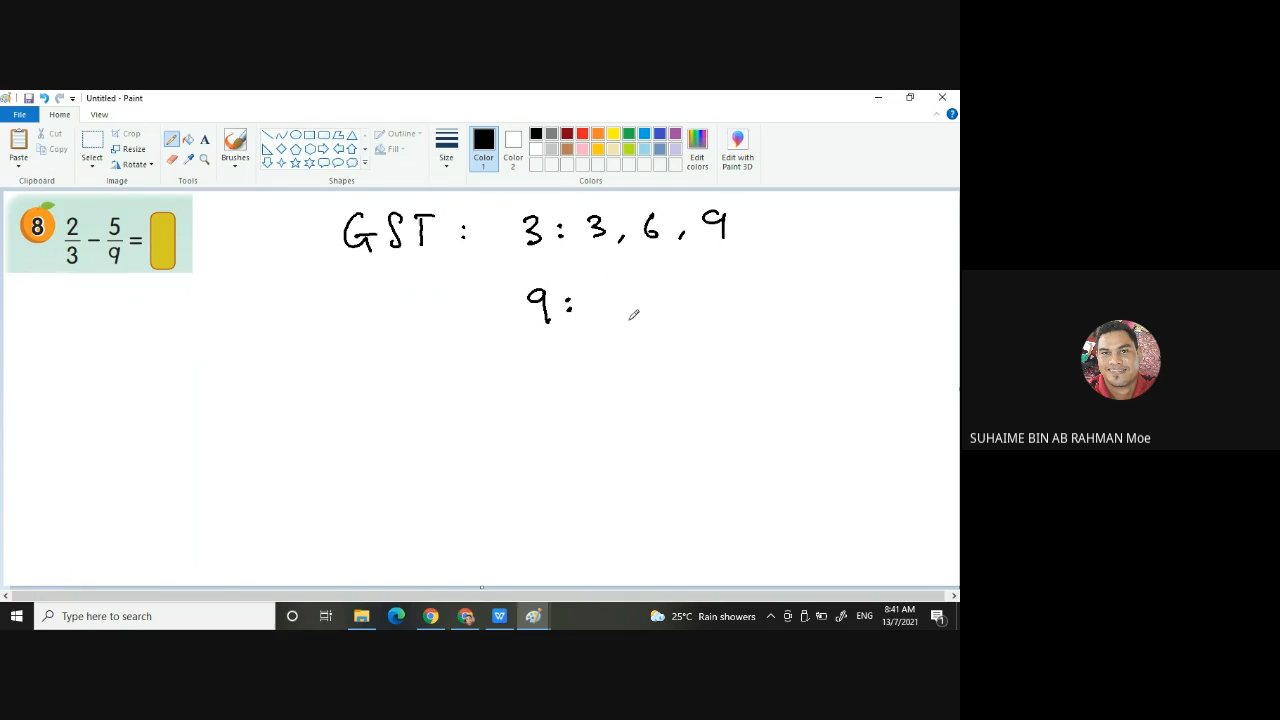 Untitled - Paint
File Home View
Paste
Cut
Copy
Clipboard
Select
Crop
Resize
Rotate
Image
Tools
Brushes
Shapes
Outline
Fill
Size
Color 1
Color 2
Colors
Edit colors
Edit with Paint 3D
8 2/3 − 5/9 =
GST : 3 : 3 , 6 , 9
9 :
SUHAIME BIN AB RAHMAN Moe
Type here to search
25°C Rain showers
ENG
8:41 AM
13/7/2021
1